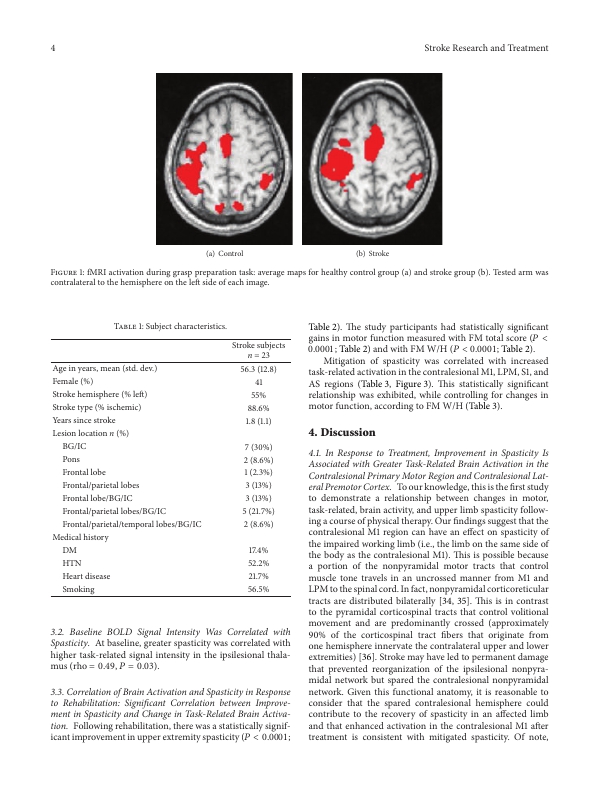 4
Stroke Research and Treatment
(a) Control
(b) Stroke
Figure 1: fMRI activation during grasp preparation task: average maps for healthy control group (a) and stroke group (b). Tested arm was
contralateral to the hemisphere on the left side of each image.
Table 1: Subject characteristics.
Stroke subjects
n = 23
Age in years, mean (std. dev.) 56.3 (12.8)
Female (%) 41
Stroke hemisphere (% left) 55%
Stroke type (% ischemic) 88.6%
Years since stroke 1.8 (1.1)
Lesion location n (%)
BG/IC 7 (30%)
Pons 2 (8.6%)
Frontal lobe 1 (2.3%)
Frontal/parietal lobes 3 (13%)
Frontal lobe/BG/IC 3 (13%)
Frontal/parietal lobes/BG/IC 5 (21.7%)
Frontal/parietal/temporal lobes/BG/IC 2 (8.6%)
Medical history
DM 17.4%
HTN 52.2%
Heart disease 21.7%
Smoking 56.5%
3.2. Baseline BOLD Signal Intensity Was Correlated with
Spasticity. At baseline, greater spasticity was correlated with
higher task-related signal intensity in the ipsilesional thala-
mus (rho = 0.49, P = 0.03).
3.3. Correlation of Brain Activation and Spasticity in Response
to Rehabilitation: Significant Correlation between Improve-
ment in Spasticity and Change in Task-Related Brain Activa-
tion. Following rehabilitation, there was a statistically signif-
icant improvement in upper extremity spasticity (P < 0.0001;
Table 2). The study participants had statistically significant
gains in motor function measured with FM total score (P <
0.0001; Table 2) and with FM W/H (P < 0.0001; Table 2).
Mitigation of spasticity was correlated with increased
task-related activation in the contralesional M1, LPM, S1, and
AS regions (Table 3, Figure 3). This statistically significant
relationship was exhibited, while controlling for changes in
motor function, according to FM W/H (Table 3).
4. Discussion
4.1. In Response to Treatment, Improvement in Spasticity Is
Associated with Greater Task-Related Brain Activation in the
Contralesional Primary Motor Region and Contralesional Lat-
eral Premotor Cortex. To our knowledge, this is the first study
to demonstrate a relationship between changes in motor,
task-related, brain activity, and upper limb spasticity follow-
ing a course of physical therapy. Our findings suggest that the
contralesional M1 region can have an effect on spasticity of
the impaired working limb (i.e., the limb on the same side of
the body as the contralesional M1). This is possible because
a portion of the nonpyramidal motor tracts that control
muscle tone travels in an uncrossed manner from M1 and
LPM to the spinal cord. In fact, nonpyramidal corticoreticular
tracts are distributed bilaterally [34, 35]. This is in contrast
to the pyramidal corticospinal tracts that control volitional
movement and are predominantly crossed (approximately
90% of the corticospinal tract fibers that originate from
one hemisphere innervate the contralateral upper and lower
extremities) [36]. Stroke may have led to permanent damage
that prevented reorganization of the ipsilesional nonpyra-
midal network but spared the contralesional nonpyramidal
network. Given this functional anatomy, it is reasonable to
consider that the spared contralesional hemisphere could
contribute to the recovery of spasticity in an affected limb
and that enhanced activation in the contralesional M1 after
treatment is consistent with mitigated spasticity. Of note,